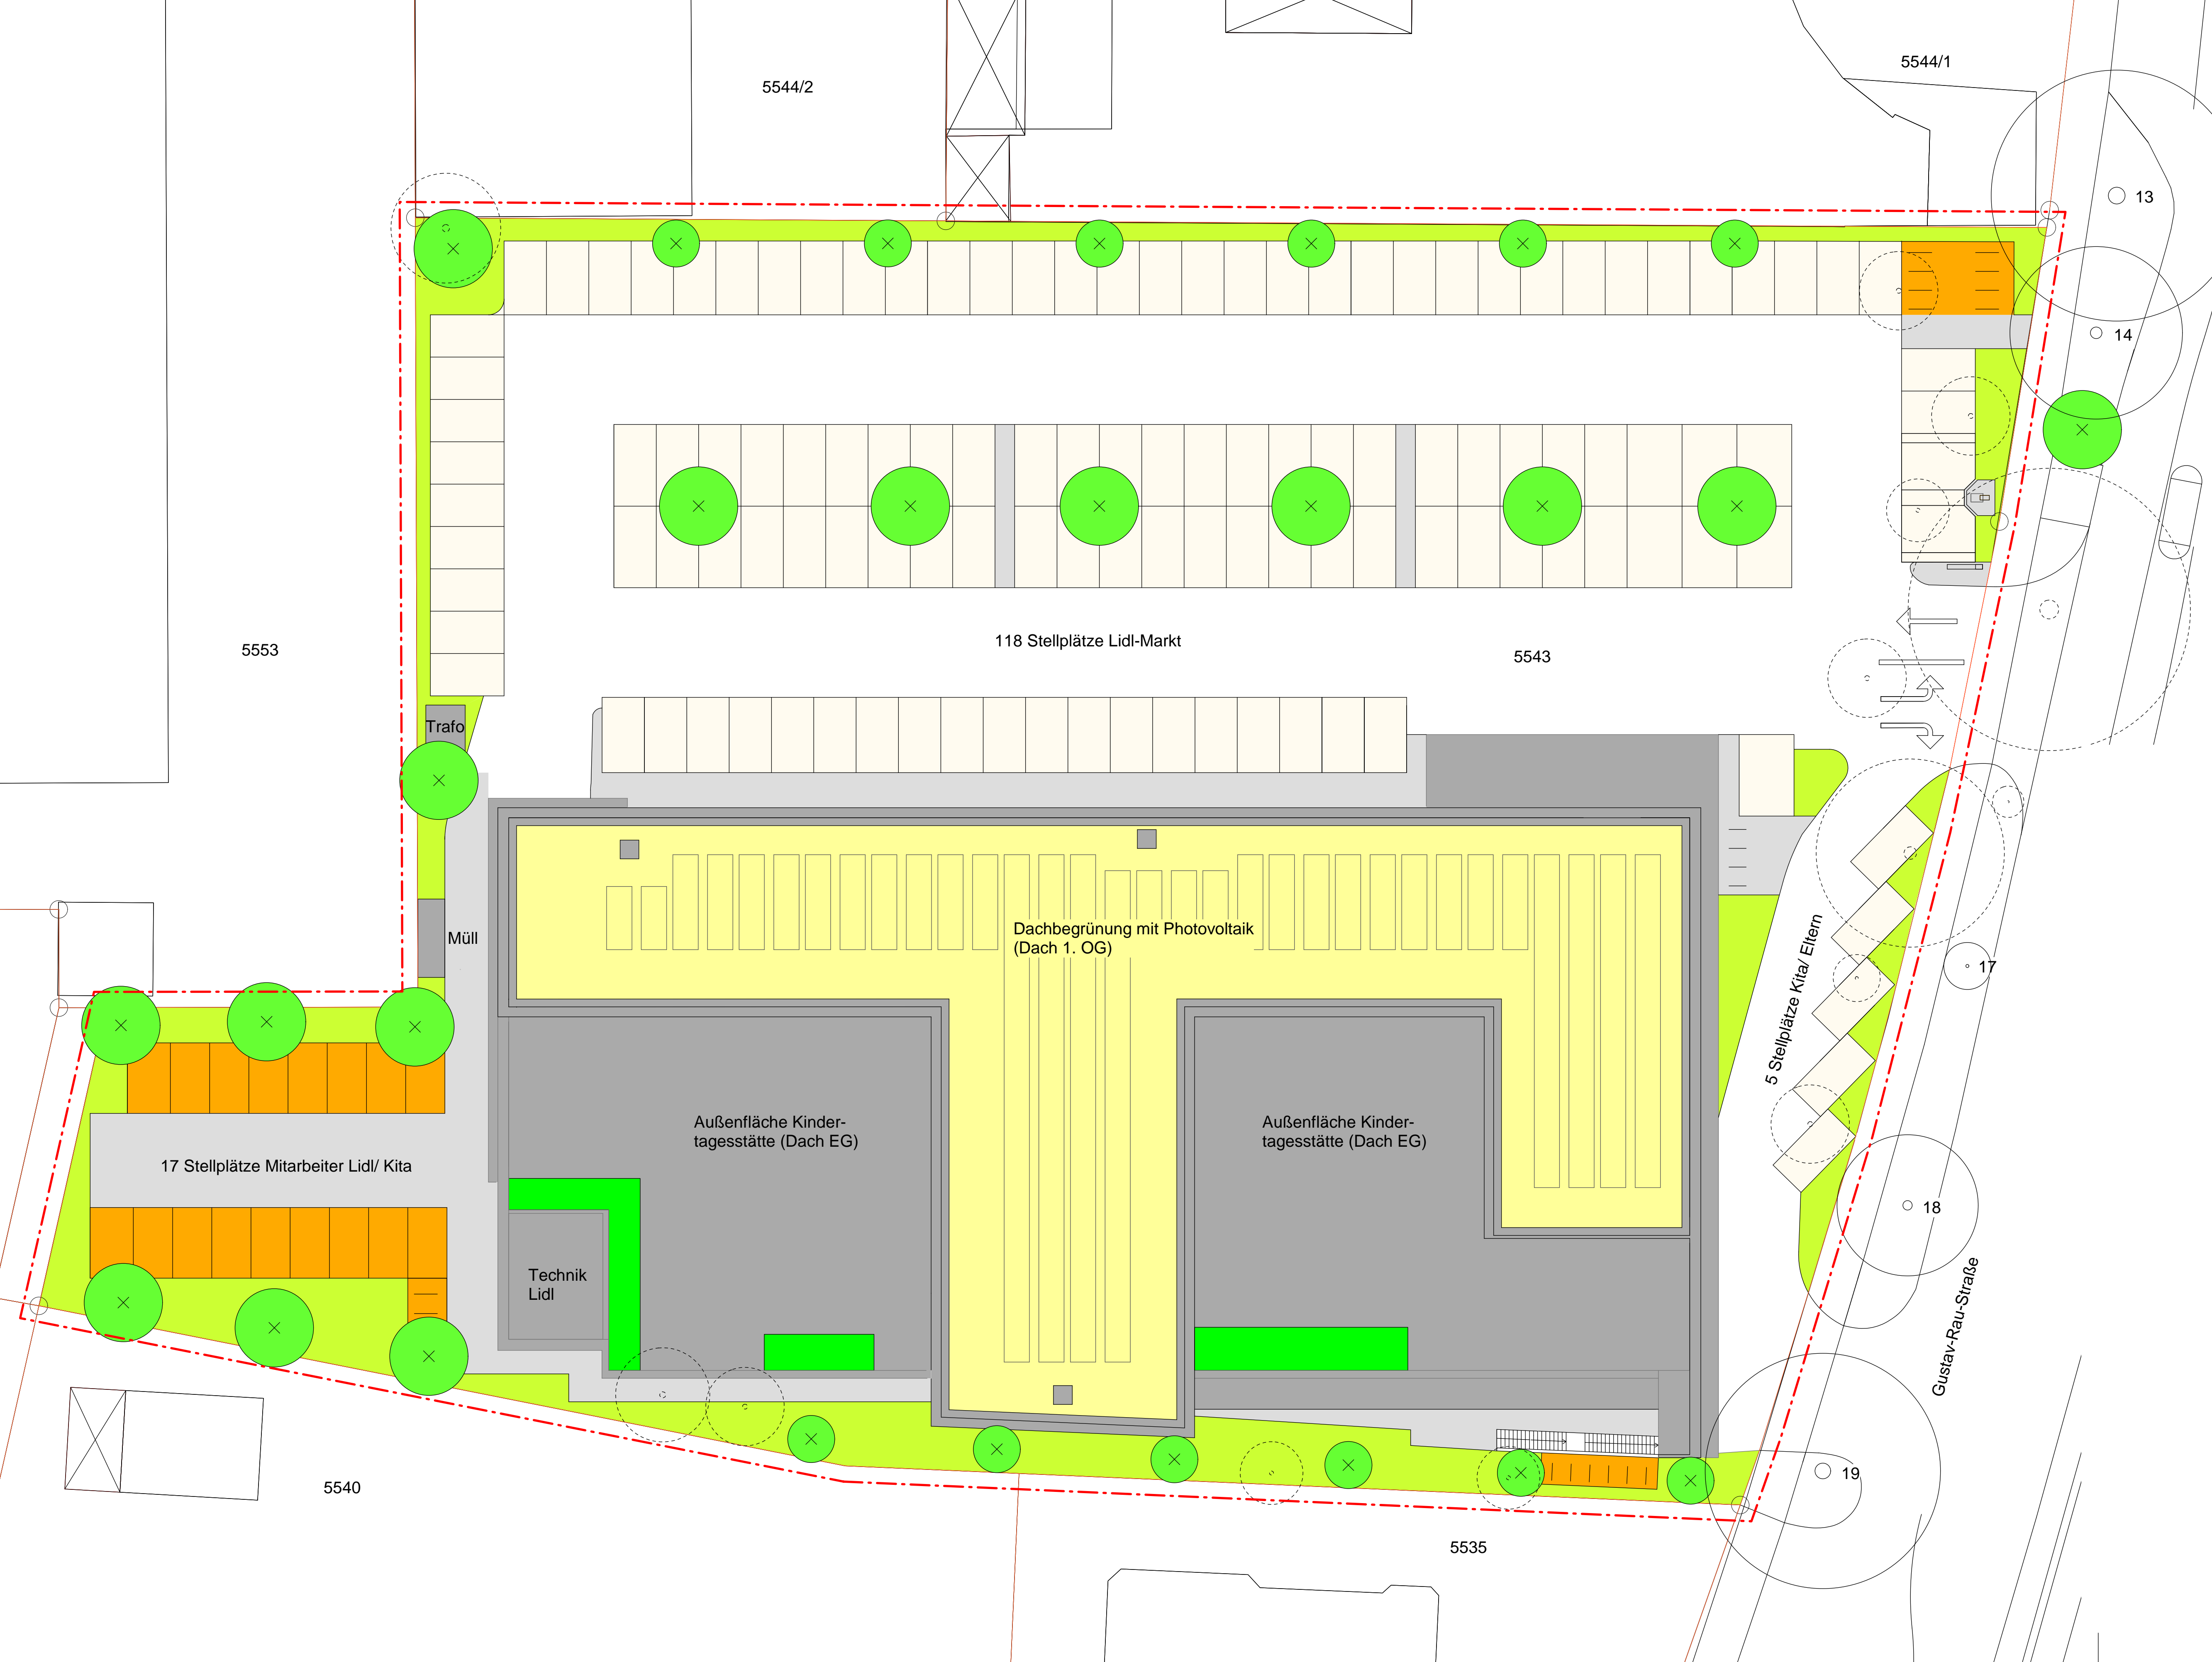 5544/1
5544/2
13
14
118 Stellplätze Lidl-Markt
5553
5543
Trafo
Dachbegrünung mit Photovoltaik
(Dach 1. OG)
Müll
5 Stellplätze Kita/ Eltern
17
Außenfläche Kinder-
tagesstätte (Dach EG)
Außenfläche Kinder-
tagesstätte (Dach EG)
17 Stellplätze Mitarbeiter Lidl/ Kita
18
Technik
Lidl
Gustav-Rau-Straße
19
5540
5535